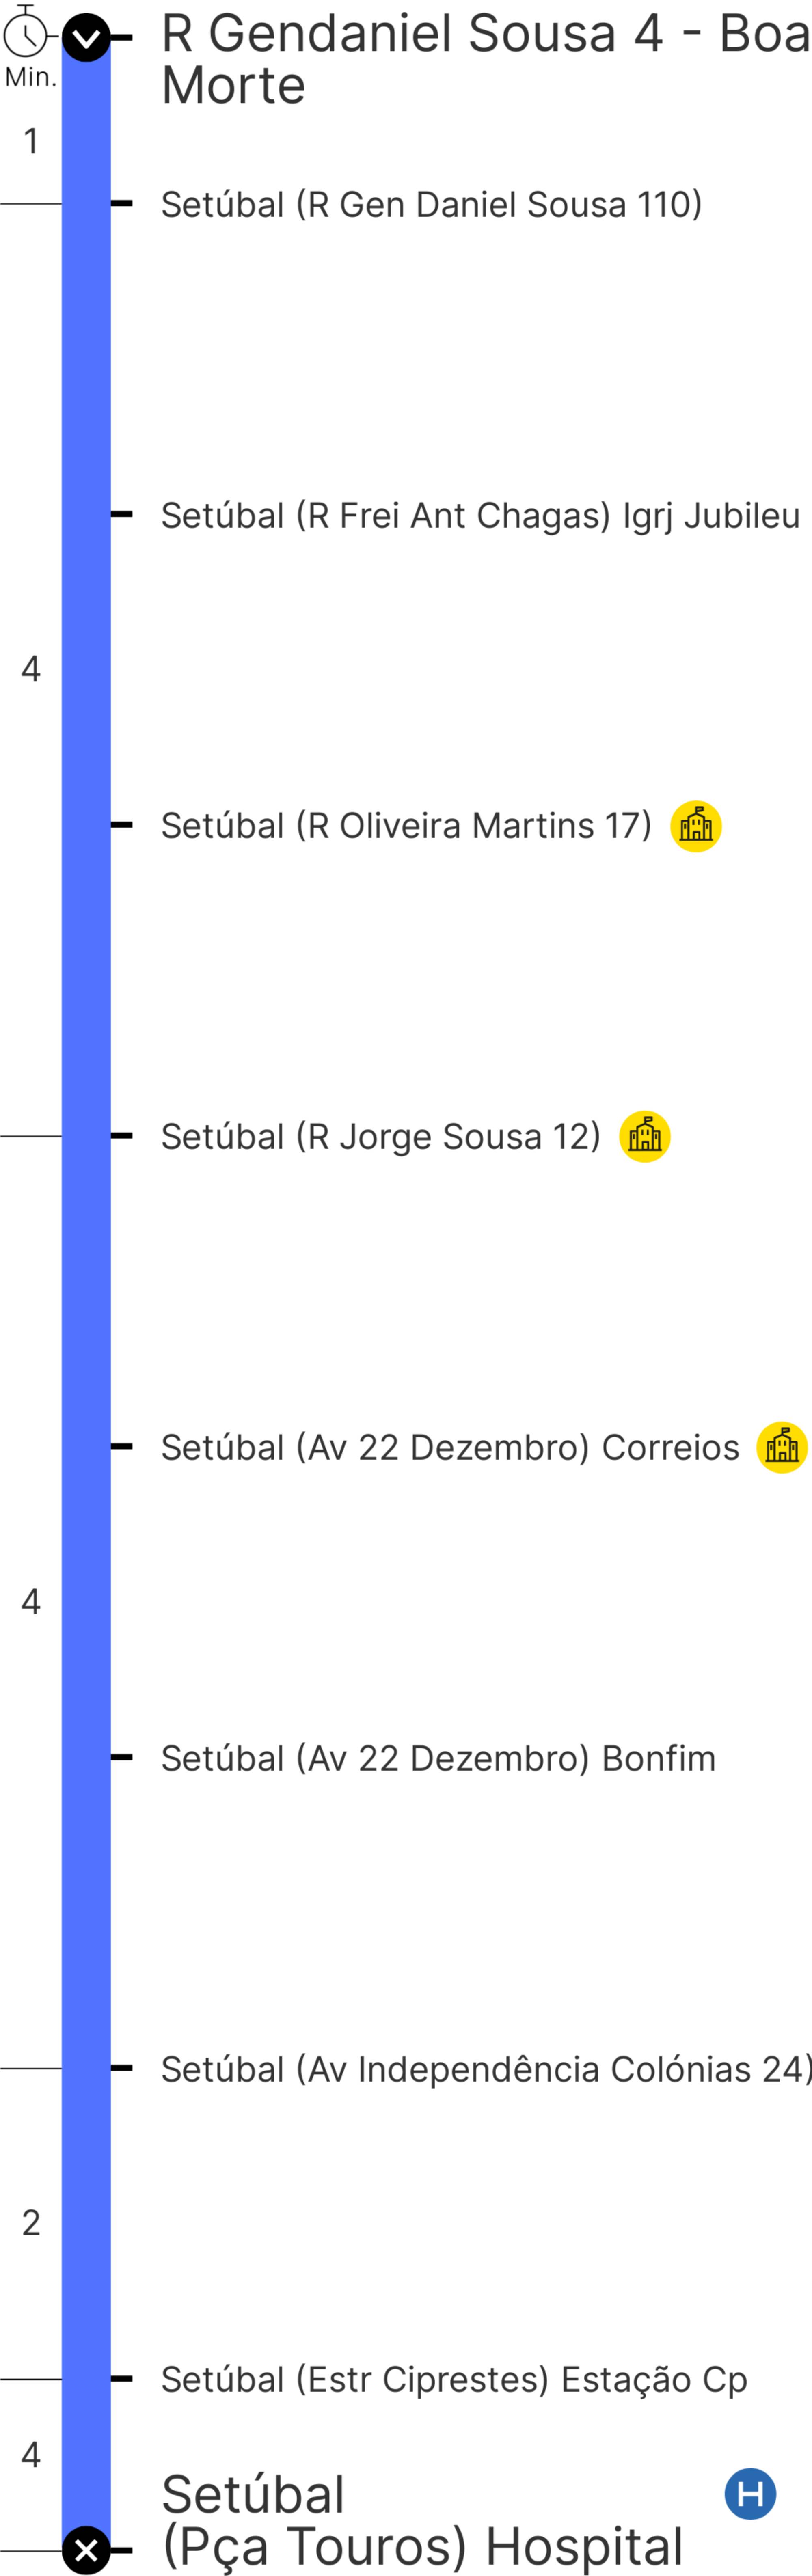 R Gendaniel Sousa 4 - Boa
Morte
Min.
1
Setúbal (R Gen Daniel Sousa 110)
Setúbal (R Frei Ant Chagas) Igrj Jubileu
4
Setúbal (R Oliveira Martins 17)
Setúbal (R Jorge Sousa 12)
Setúbal (Av 22 Dezembro) Correios
4
Setúbal (Av 22 Dezembro) Bonfim
Setúbal (Av Independência Colónias 24)
2
Setúbal (Estr Ciprestes) Estação Cp
4
Setúbal
H
(Pça Touros) Hospital